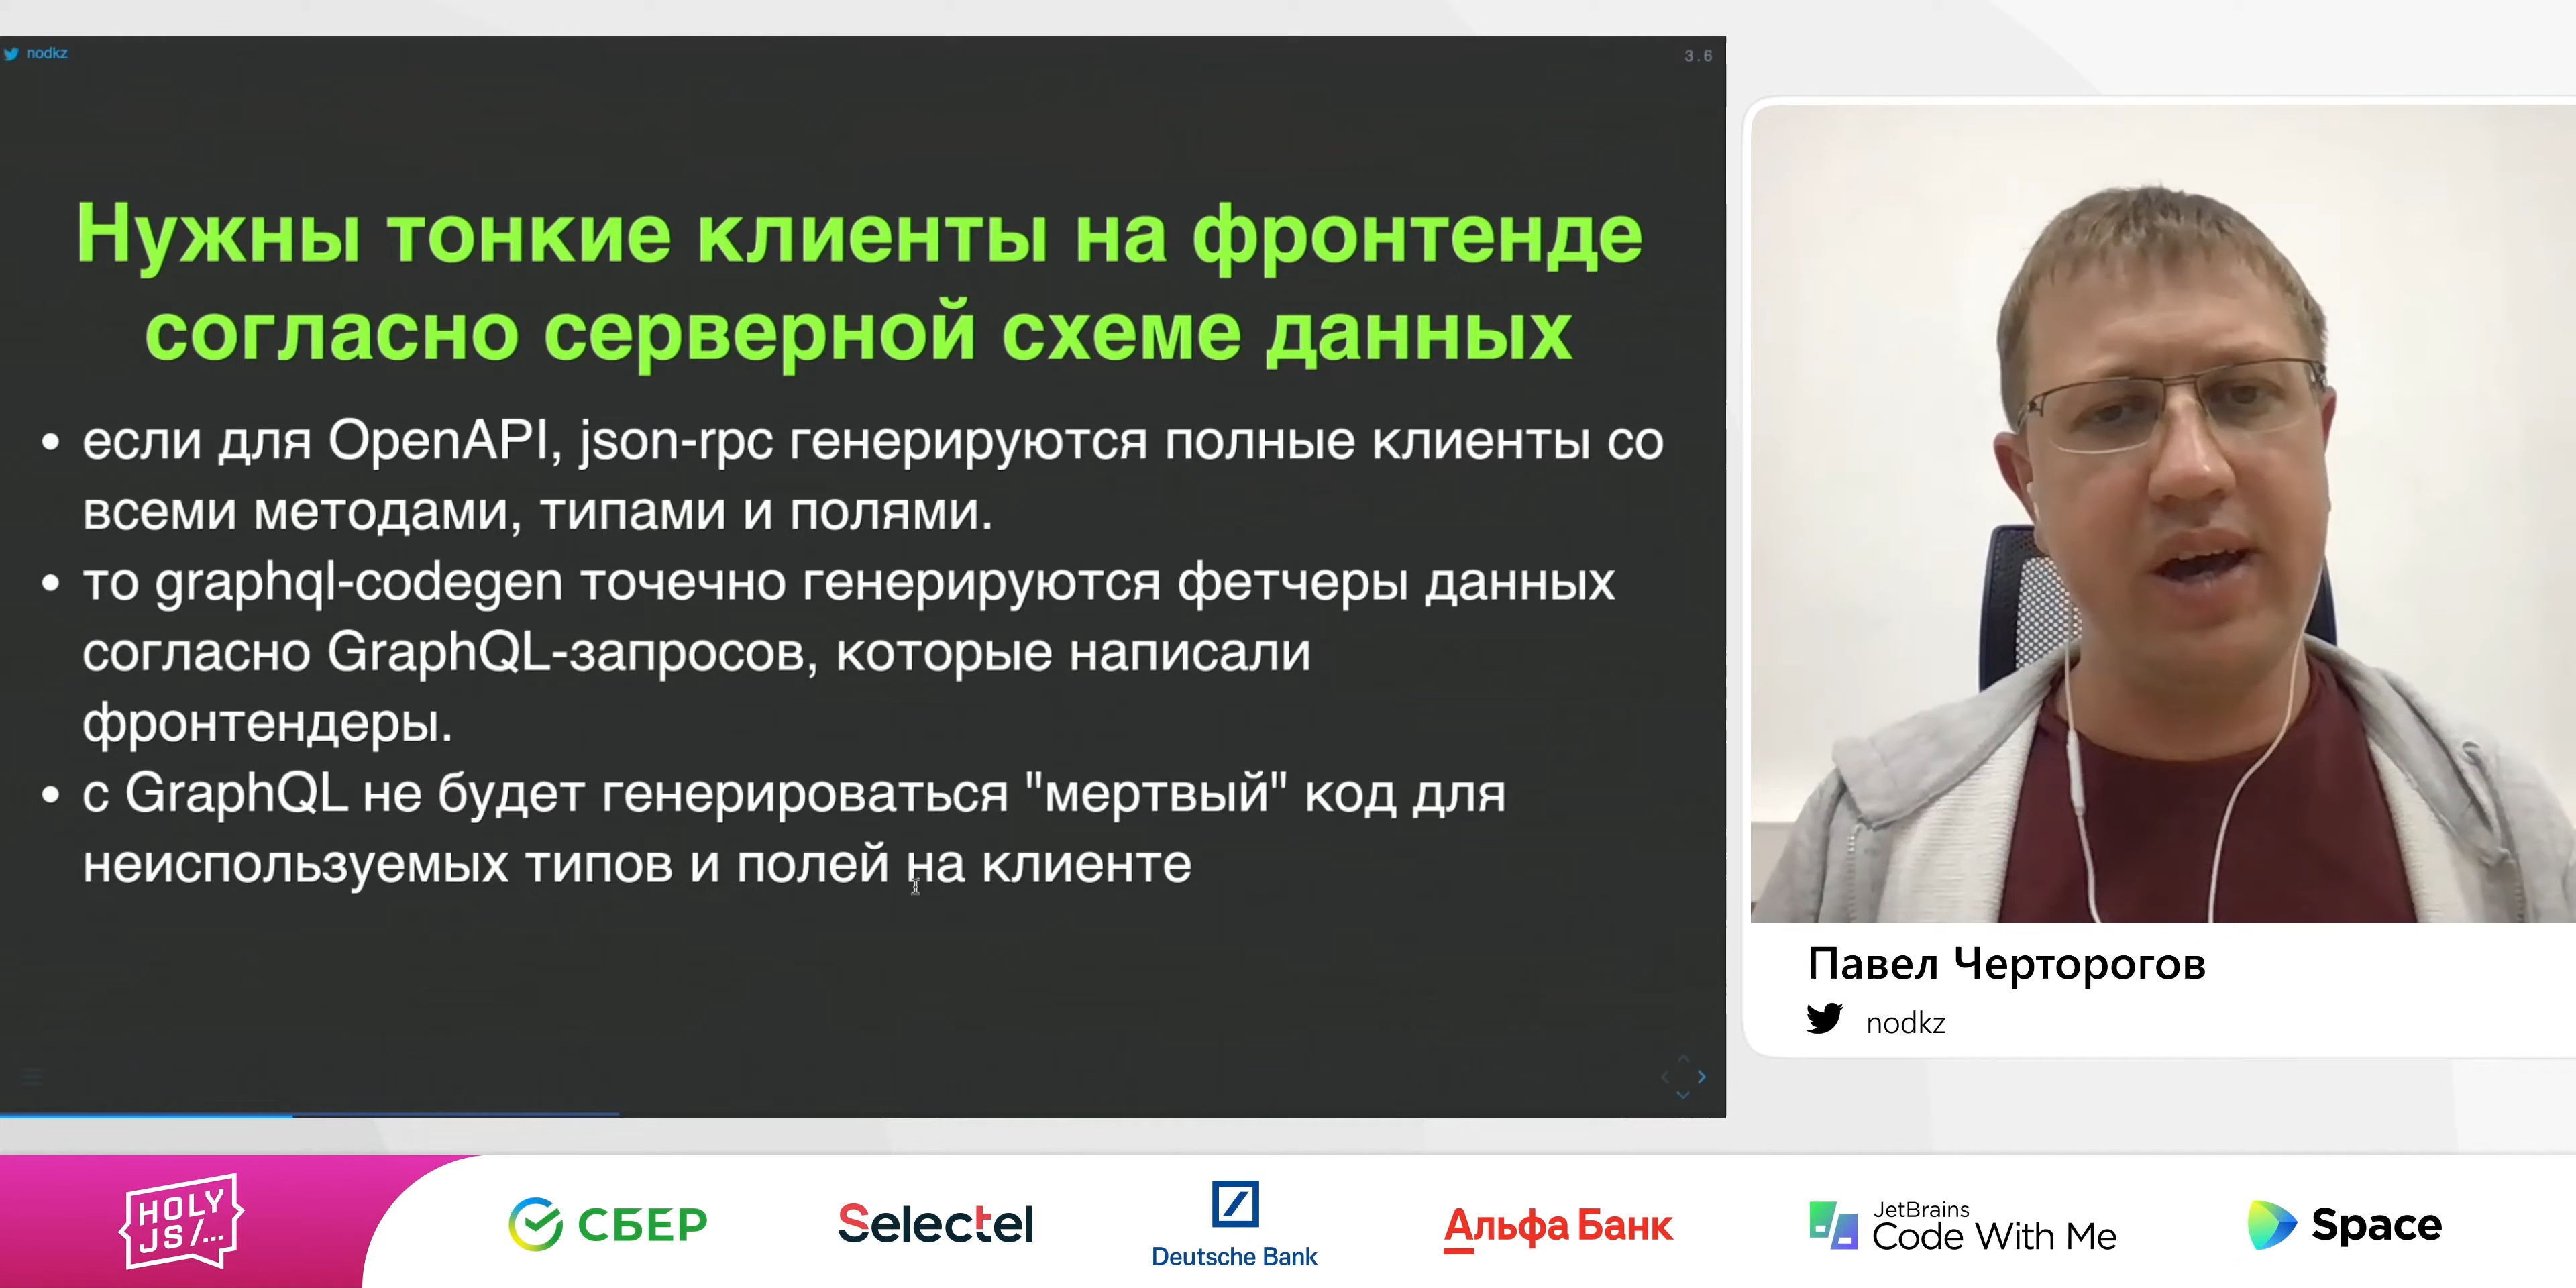 nodkz
3.6
Нужны тонкие клиенты на фронтенде
согласно серверной схеме данных
• если для OpenAPI, json-rpc генерируются полные клиенты со
всеми методами, типами и полями.
• то graphql-codegen точечно генерируются фетчеры данных
согласно GraphQL-запросов, которые написали
фронтендеры.
• с GraphQL не будет генерироваться "мертвый" код для
неиспользуемых типов и полей на клиенте
Павел Черторогов
nodkz
HOLY
JS/...
СБЕР
Selectel
Deutsche Bank
Альфа Банк
JetBrains
Code With Me
Space